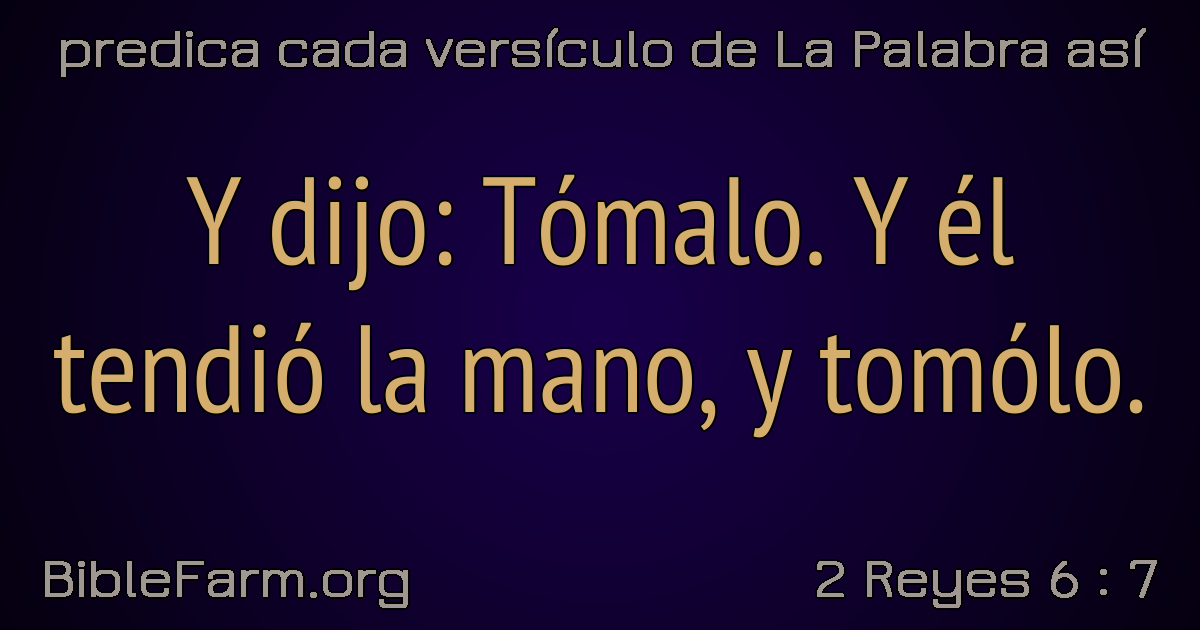 predica cada versículo de La Palabra así
Y dijo: Tómalo. Y él
tendió la mano, y tomólo.
BibleFarm.org
2 Reyes 6 : 7